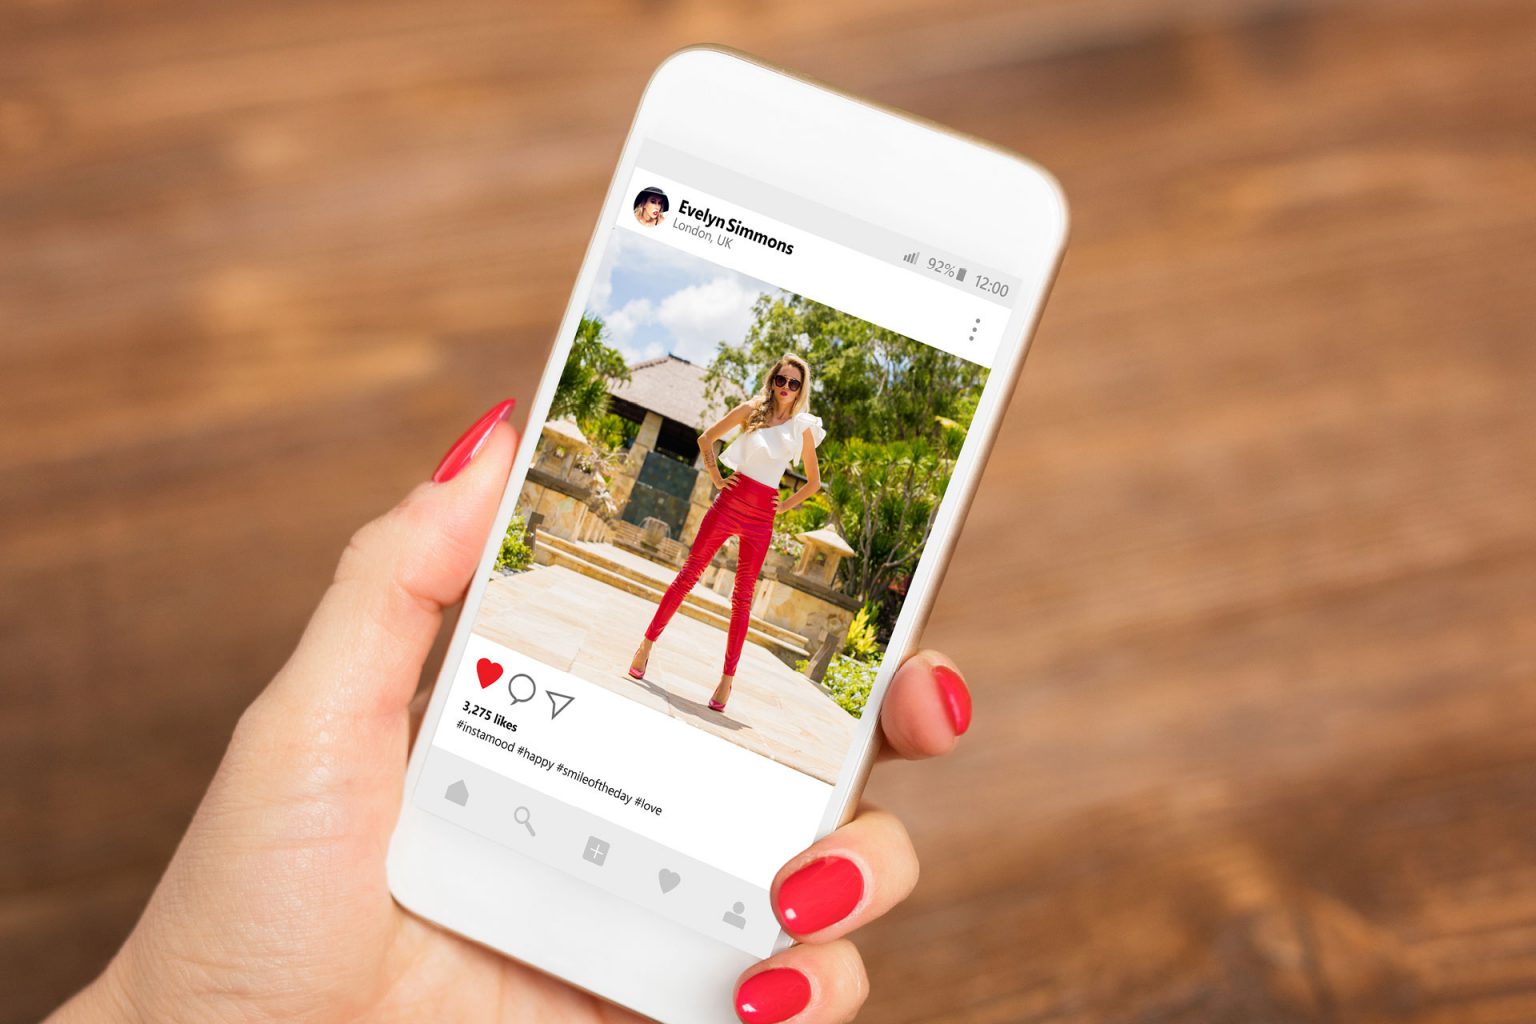 92% 12:00
Evelyn Simmons
London, UK
3,275 likes
#instamood #happy #smileoftheday #love